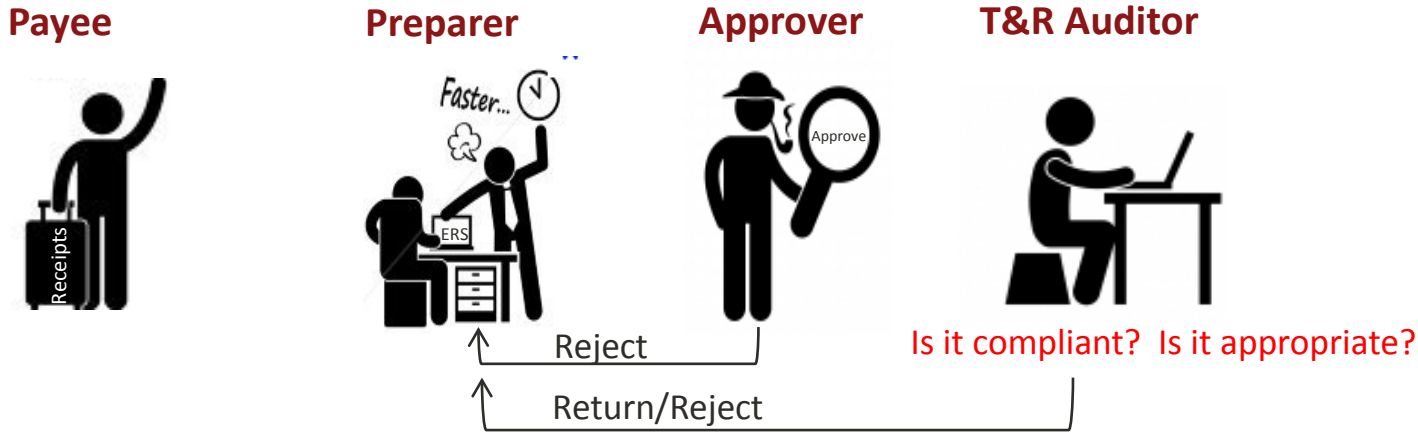 Payee
Preparer
Approver
T&R Auditor
Faster...
Approve
ERS
Receipts
Is it compliant? Is it appropriate?
Reject
Return/Reject